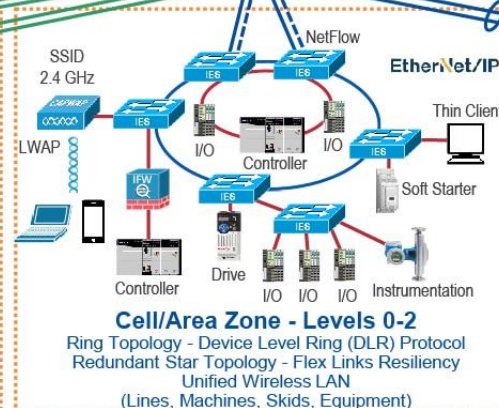 NetFlow
SSID
2.4 GHz
EtherNet/IP
IES
IES
CAPWAP
IES
Thin Clien
LWAP
I/O
I/O
IES
Controller
IFW
Soft Starter
IES
IES
Controller
Drive
I/O
I/O
I/O
Instrumentation
Cell/Area Zone - Levels 0-2
Ring Topology - Device Level Ring (DLR) Protocol
Redundant Star Topology - Flex Links Resiliency
Unified Wireless LAN
(Lines, Machines, Skids, Equipment)